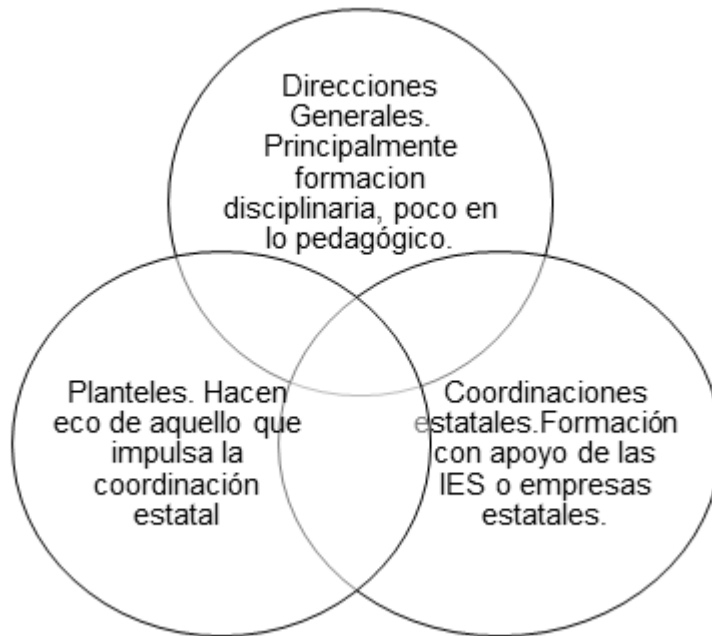 Direcciones
Generales.
Principalmente
formacion
disciplinaria, poco en
lo pedagógico.
Planteles. Hacen
eco de aquello que
impulsa la
coordinación
estatal
Coordinaciones
estatales.Formación
con apoyo de las
IES o empresas
estatales.